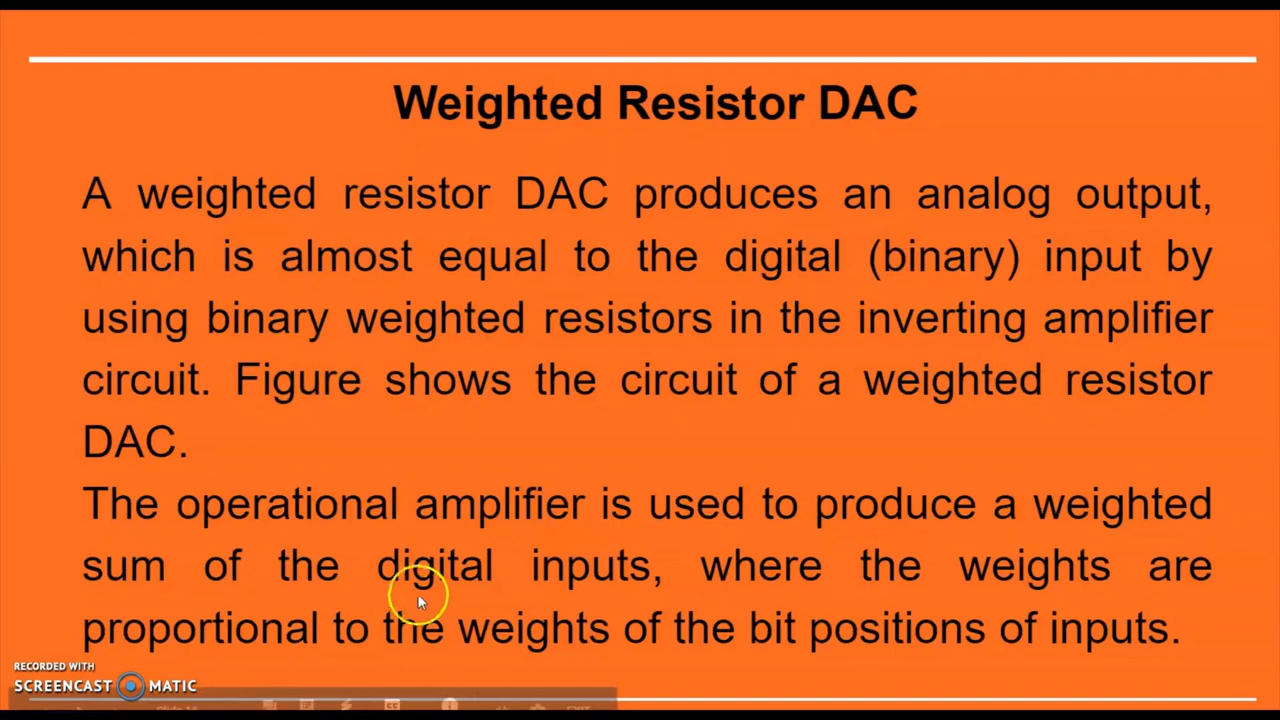 Weighted Resistor DAC
A weighted resistor DAC produces an analog output,
which is almost equal to the digital (binary) input by
using binary weighted resistors in the inverting amplifier
circuit. Figure shows the circuit of a weighted resistor
DAC.
The operational amplifier is used to produce a weighted
sum of the digital inputs, where the weights are
proportional to the weights of the bit positions of inputs.
RECORDED WITH
SCREENCAST MATIC